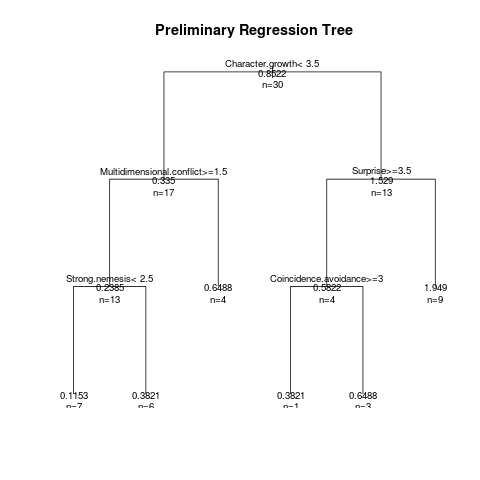 Preliminary Regression Tree
Character.growth< 3.5
0.8522
n=30
Multidimensional.conflict>=1.5
0.335
n=17
Surprise>=3.5
1.529
n=13
Strong.nemesis< 2.5
0.2385
n=13
0.6488
n=4
Coincidence.avoidance>=3
0.5822
n=4
1.949
n=9
0.1153
n=7
0.3821
n=6
0.3821
n=1
0.6488
n=3